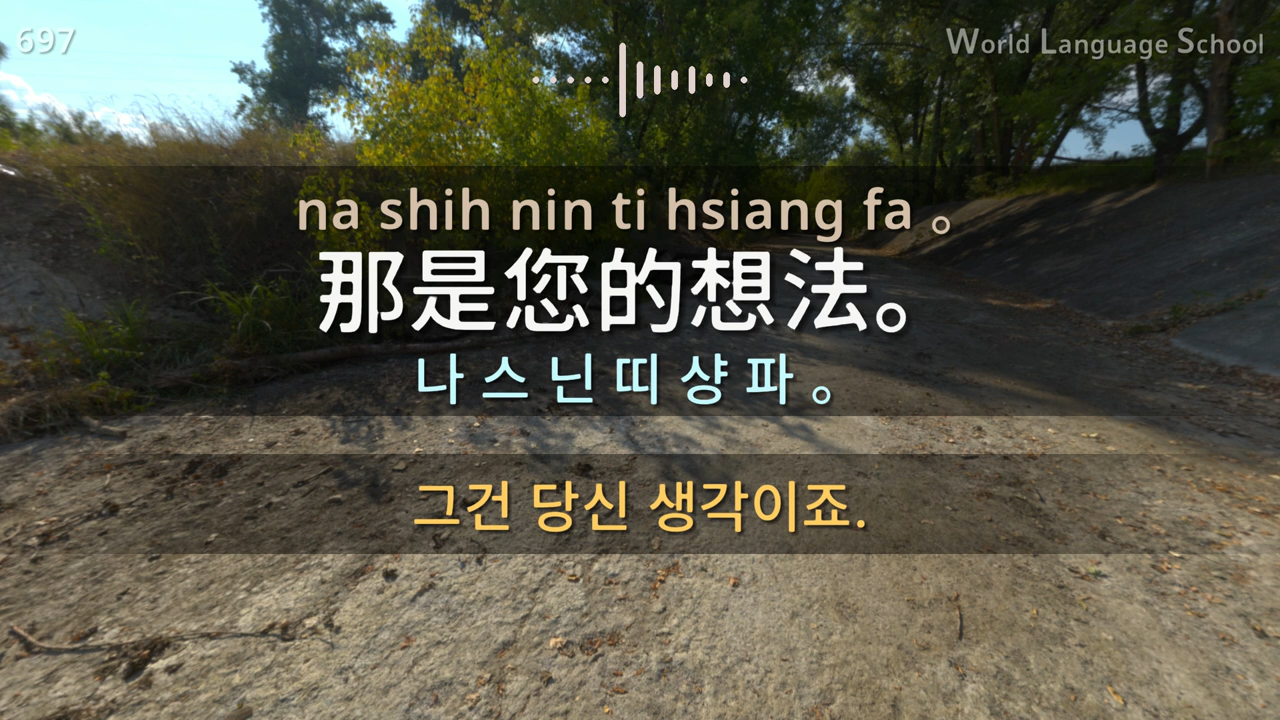 697
World Language School
na shih nin ti hsiang fa 。
那是您的想法。
나 스 닌 띠 샹 파 。
그건 당신 생각이죠.